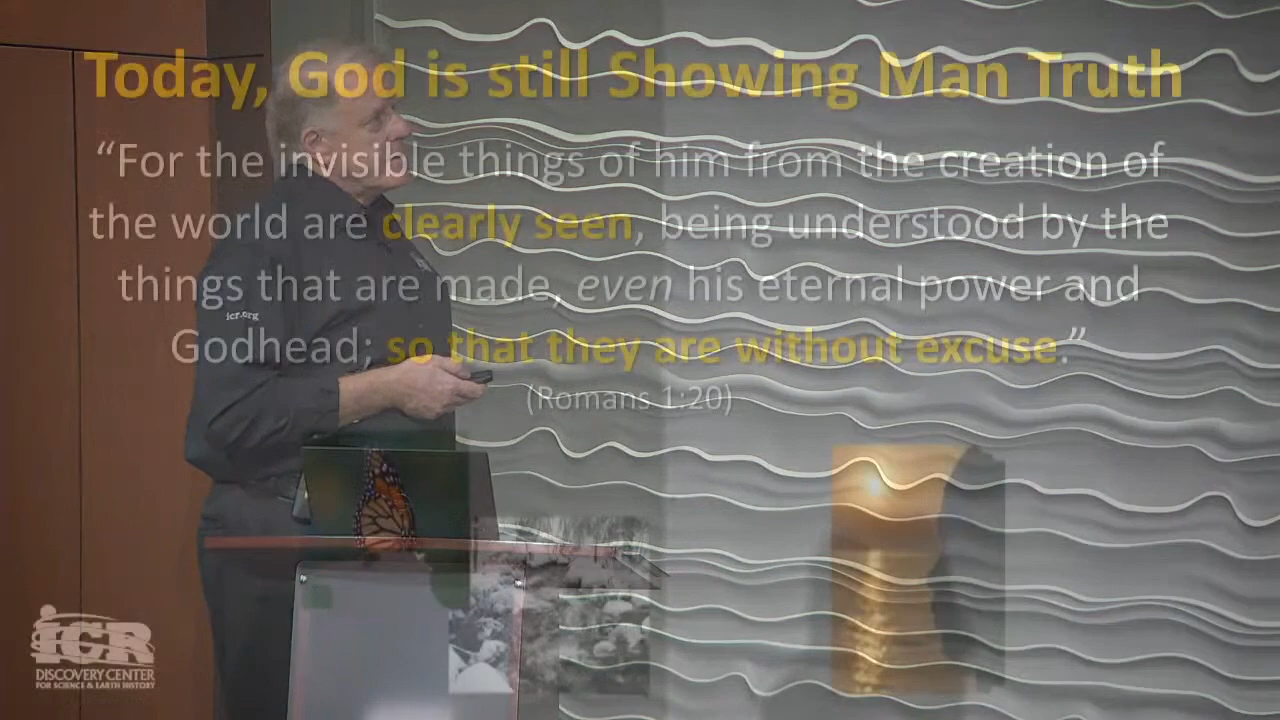 Today, God is still Showing Man Truth
“For the invisible things of him from the creation of
the world are clearly seen, being understood by the
things that are made, even his eternal power and
Godhead; so that they are without excuse.”
(Romans 1:20)
icr.org
ICR
DISCOVERY CENTER
FOR SCIENCE & EARTH HISTORY